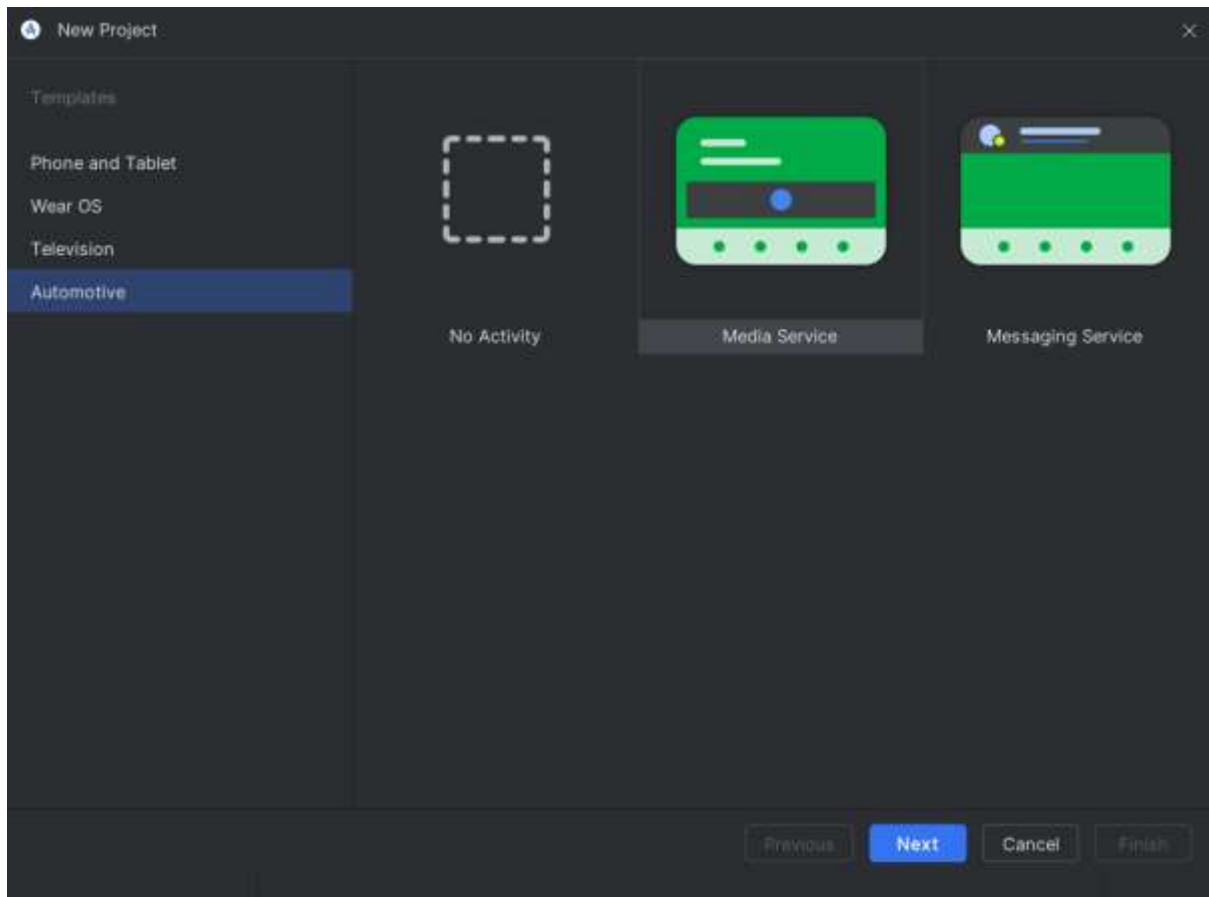 New Project
Templates
Phone and Tablet
Wear OS
Television
Automotive
No Activity
Media Service
Messaging Service
Previous
Next
Cancel
Finish